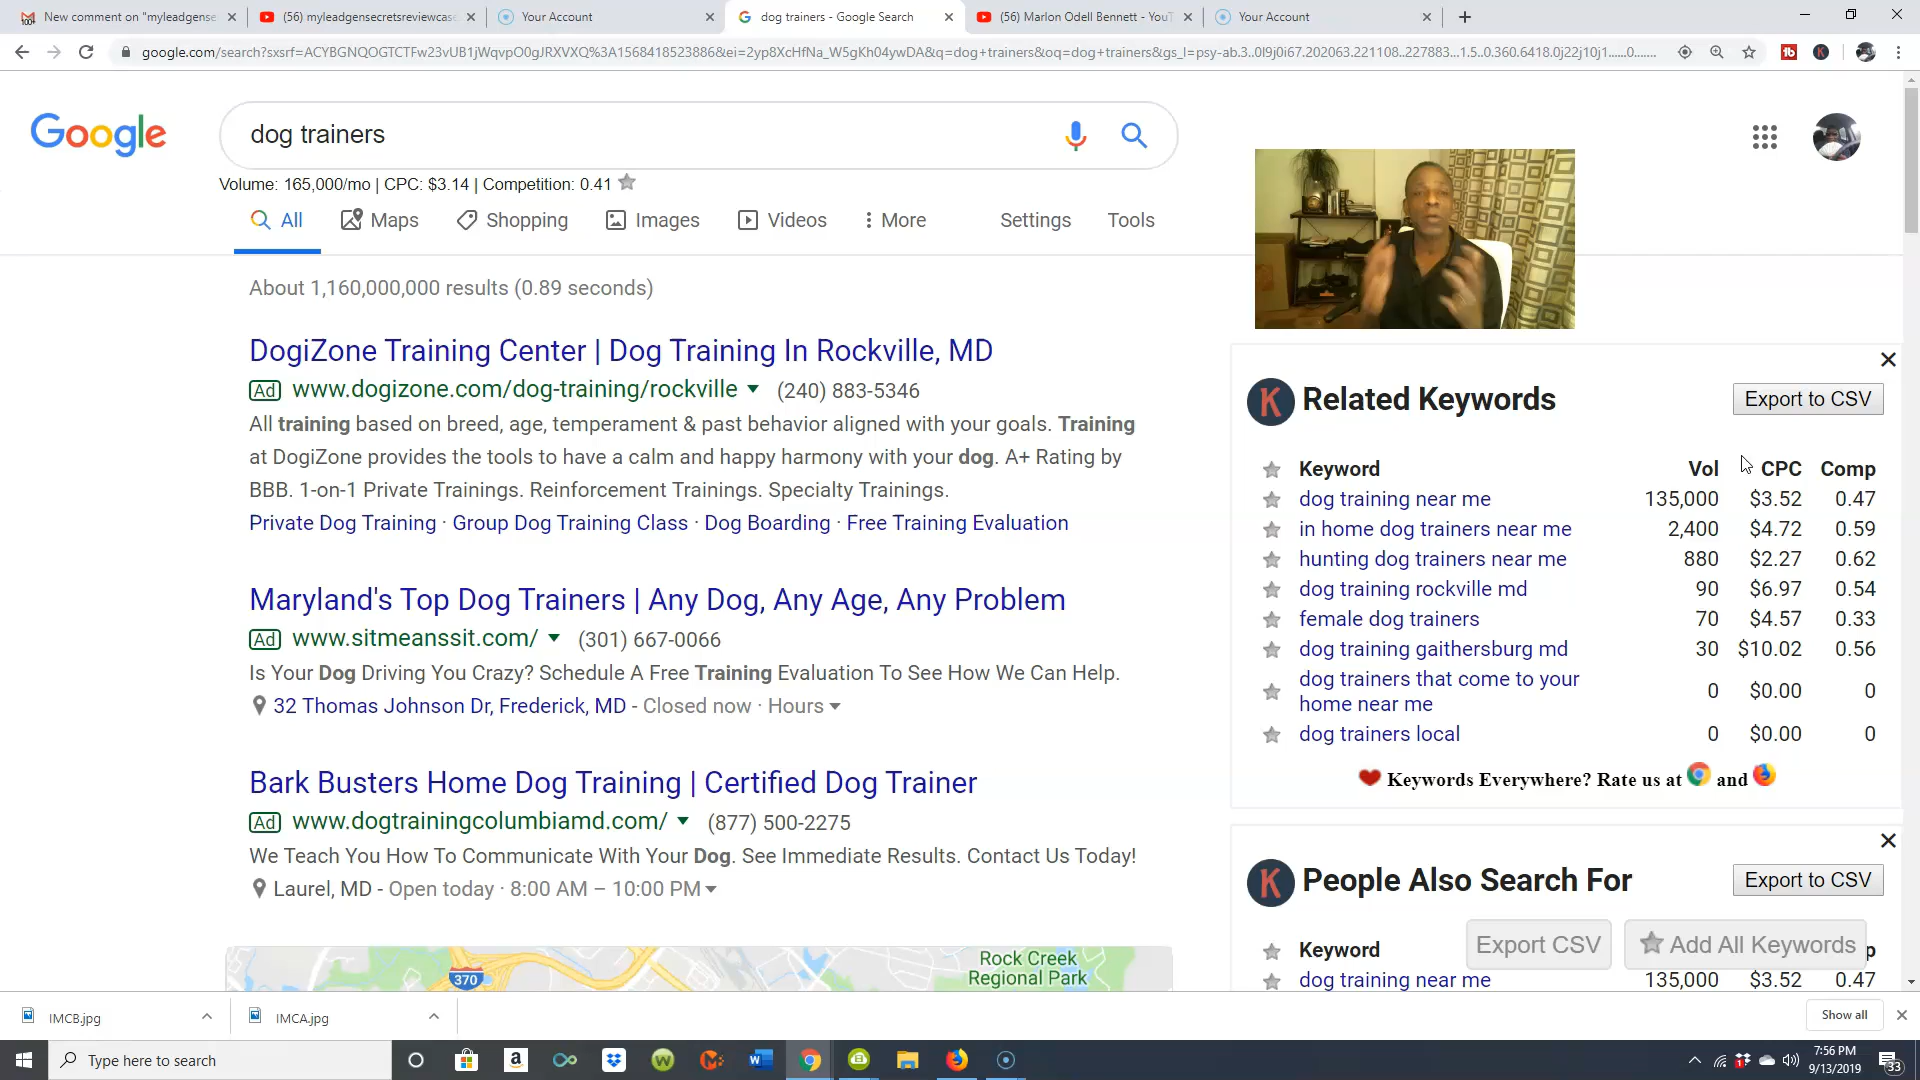 New comment on "myleadgense
(56) myleadgensecretsreviewcase
Your Account
dog trainers - Google Search
(56) Marlon Odell Bennett - YouT
Your Account
google.com/search?sxsrf=ACYBGNQOGTCTFw23vUB1jWqvpO0gJRXVXQ%3A1568418523886&ei=2yp8XcHfNa_W5gKh04ywDA&q=dog+trainers&oq=dog+trainers&gs_l=psy-ab.3..0l9j0i67.202063.221108..227883...1.5..0.360.6418.0j22j10j1......0.......
Google
dog trainers
Volume: 165,000/mo | CPC: $3.14 | Competition: 0.41
All
Maps
Shopping
Images
Videos
More
Settings
Tools
About 1,160,000,000 results (0.89 seconds)
DogiZone Training Center | Dog Training In Rockville, MD
Ad www.dogizone.com/dog-training/rockville (240) 883-5346
All training based on breed, age, temperament & past behavior aligned with your goals. Training
at DogiZone provides the tools to have a calm and happy harmony with your dog. A+ Rating by
BBB. 1-on-1 Private Trainings. Reinforcement Trainings. Specialty Trainings.
Private Dog Training · Group Dog Training Class · Dog Boarding · Free Training Evaluation
Maryland's Top Dog Trainers | Any Dog, Any Age, Any Problem
Ad www.sitmeanssit.com/ (301) 667-0066
Is Your Dog Driving You Crazy? Schedule A Free Training Evaluation To See How We Can Help.
32 Thomas Johnson Dr, Frederick, MD - Closed now · Hours
Bark Busters Home Dog Training | Certified Dog Trainer
Ad www.dogtrainingcolumbiamd.com/ (877) 500-2275
We Teach You How To Communicate With Your Dog. See Immediate Results. Contact Us Today!
Laurel, MD - Open today · 8:00 AM – 10:00 PM
370
Rock Creek
Regional Park
K Related Keywords
Export to CSV
Keyword Vol CPC Comp
dog training near me 135,000 $3.52 0.47
in home dog trainers near me 2,400 $4.72 0.59
hunting dog trainers near me 880 $2.27 0.62
dog training rockville md 90 $6.97 0.54
female dog trainers 70 $4.57 0.33
dog training gaithersburg md 30 $10.02 0.56
dog trainers that come to your
home near me 0 $0.00 0
dog trainers local 0 $0.00 0
Keywords Everywhere? Rate us at and
K People Also Search For
Export to CSV
Keyword
Export CSV
Add All Keywords
p
dog training near me 135,000 $3.52 0.47
IMCB.jpg
IMCA.jpg
Show all
Type here to search
7:56 PM
9/13/2019
33